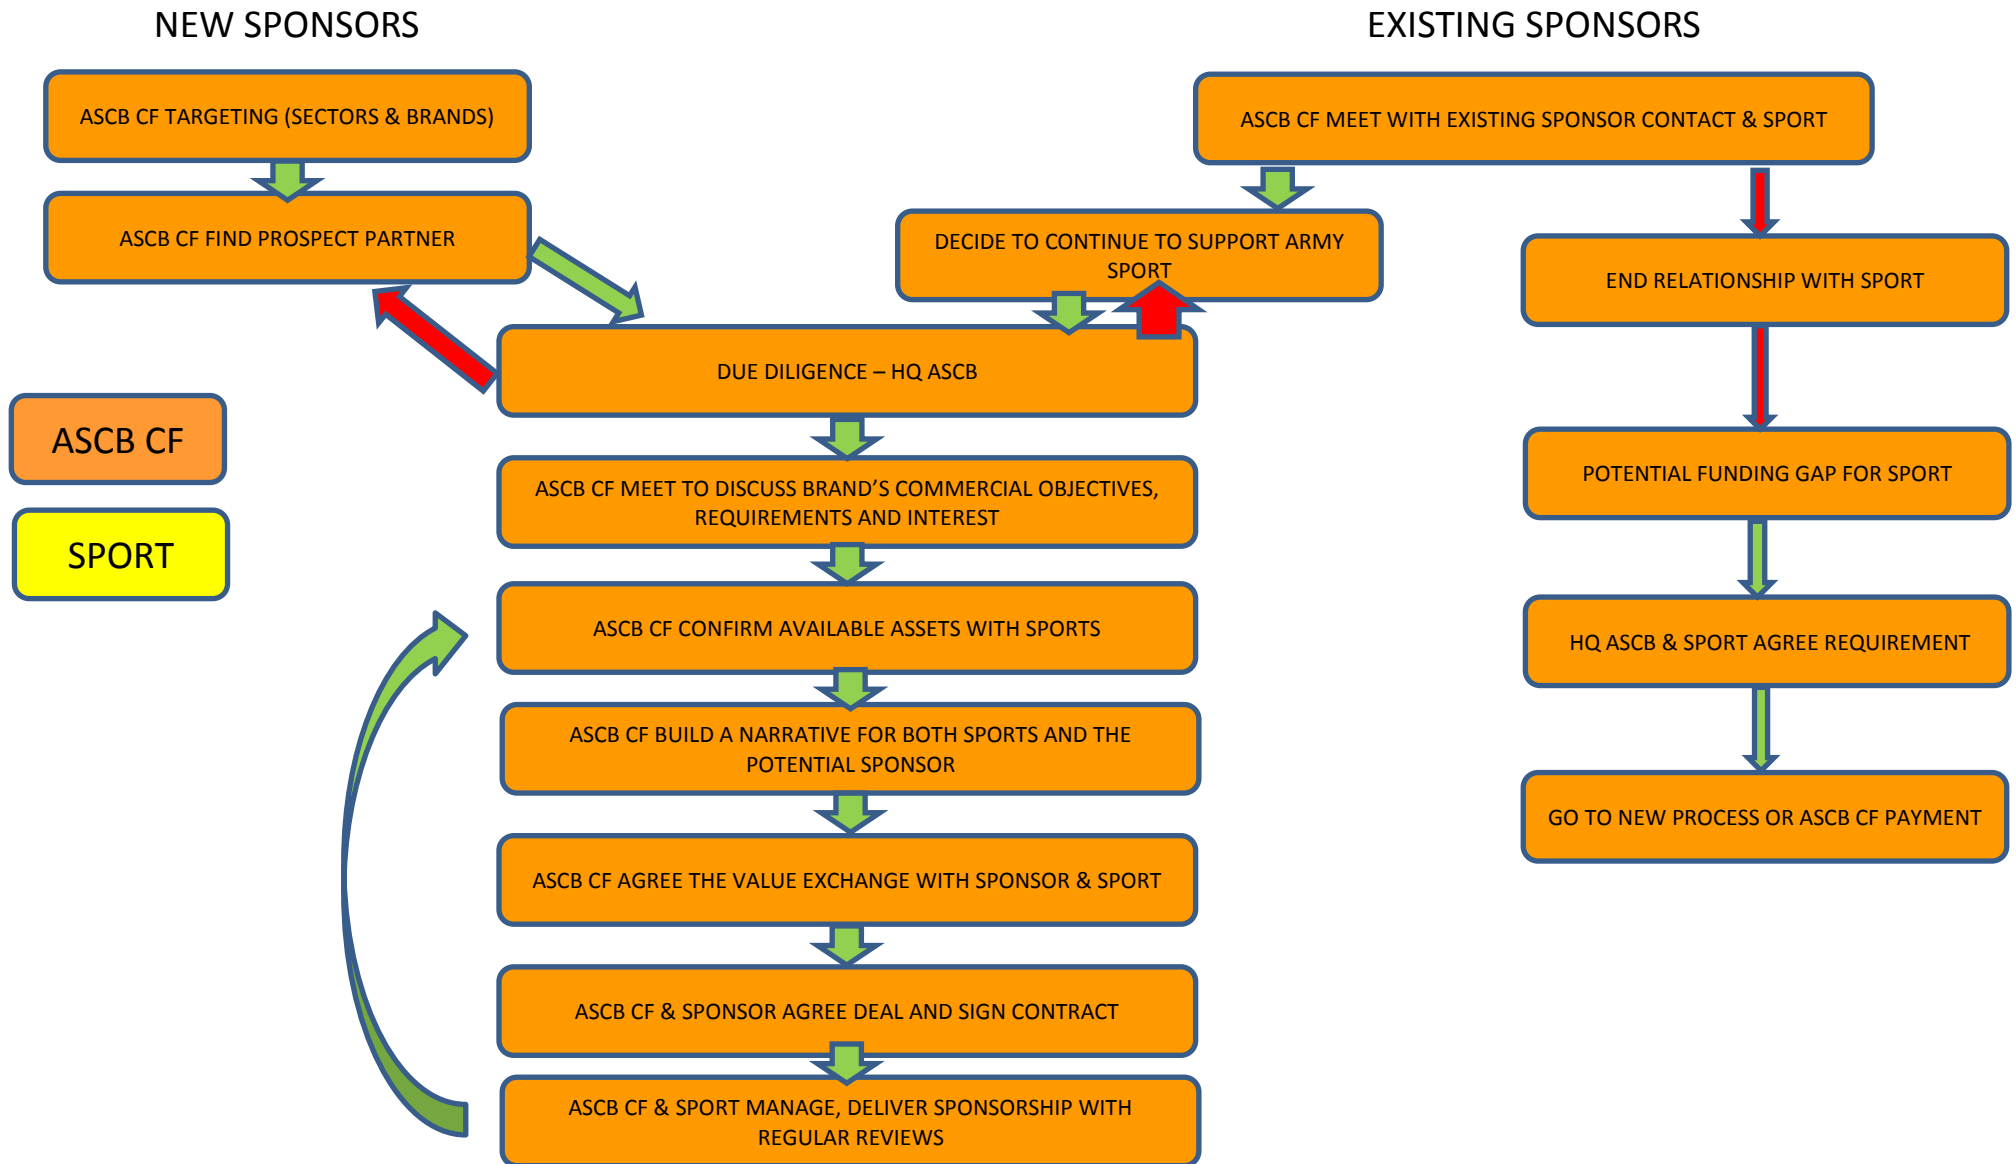 NEW SPONSORS
EXISTING SPONSORS
ASCB CF TARGETING (SECTORS & BRANDS)
ASCB CF MEET WITH EXISTING SPONSOR CONTACT & SPORT
ASCB CF FIND PROSPECT PARTNER
DECIDE TO CONTINUE TO SUPPORT ARMY
SPORT
END RELATIONSHIP WITH SPORT
DUE DILIGENCE – HQ ASCB
ASCB CF
SPORT
ASCB CF MEET TO DISCUSS BRAND’S COMMERCIAL OBJECTIVES,
REQUIREMENTS AND INTEREST
POTENTIAL FUNDING GAP FOR SPORT
ASCB CF CONFIRM AVAILABLE ASSETS WITH SPORTS
HQ ASCB & SPORT AGREE REQUIREMENT
ASCB CF BUILD A NARRATIVE FOR BOTH SPORTS AND THE
POTENTIAL SPONSOR
GO TO NEW PROCESS OR ASCB CF PAYMENT
ASCB CF AGREE THE VALUE EXCHANGE WITH SPONSOR & SPORT
ASCB CF & SPONSOR AGREE DEAL AND SIGN CONTRACT
ASCB CF & SPORT MANAGE, DELIVER SPONSORSHIP WITH
REGULAR REVIEWS